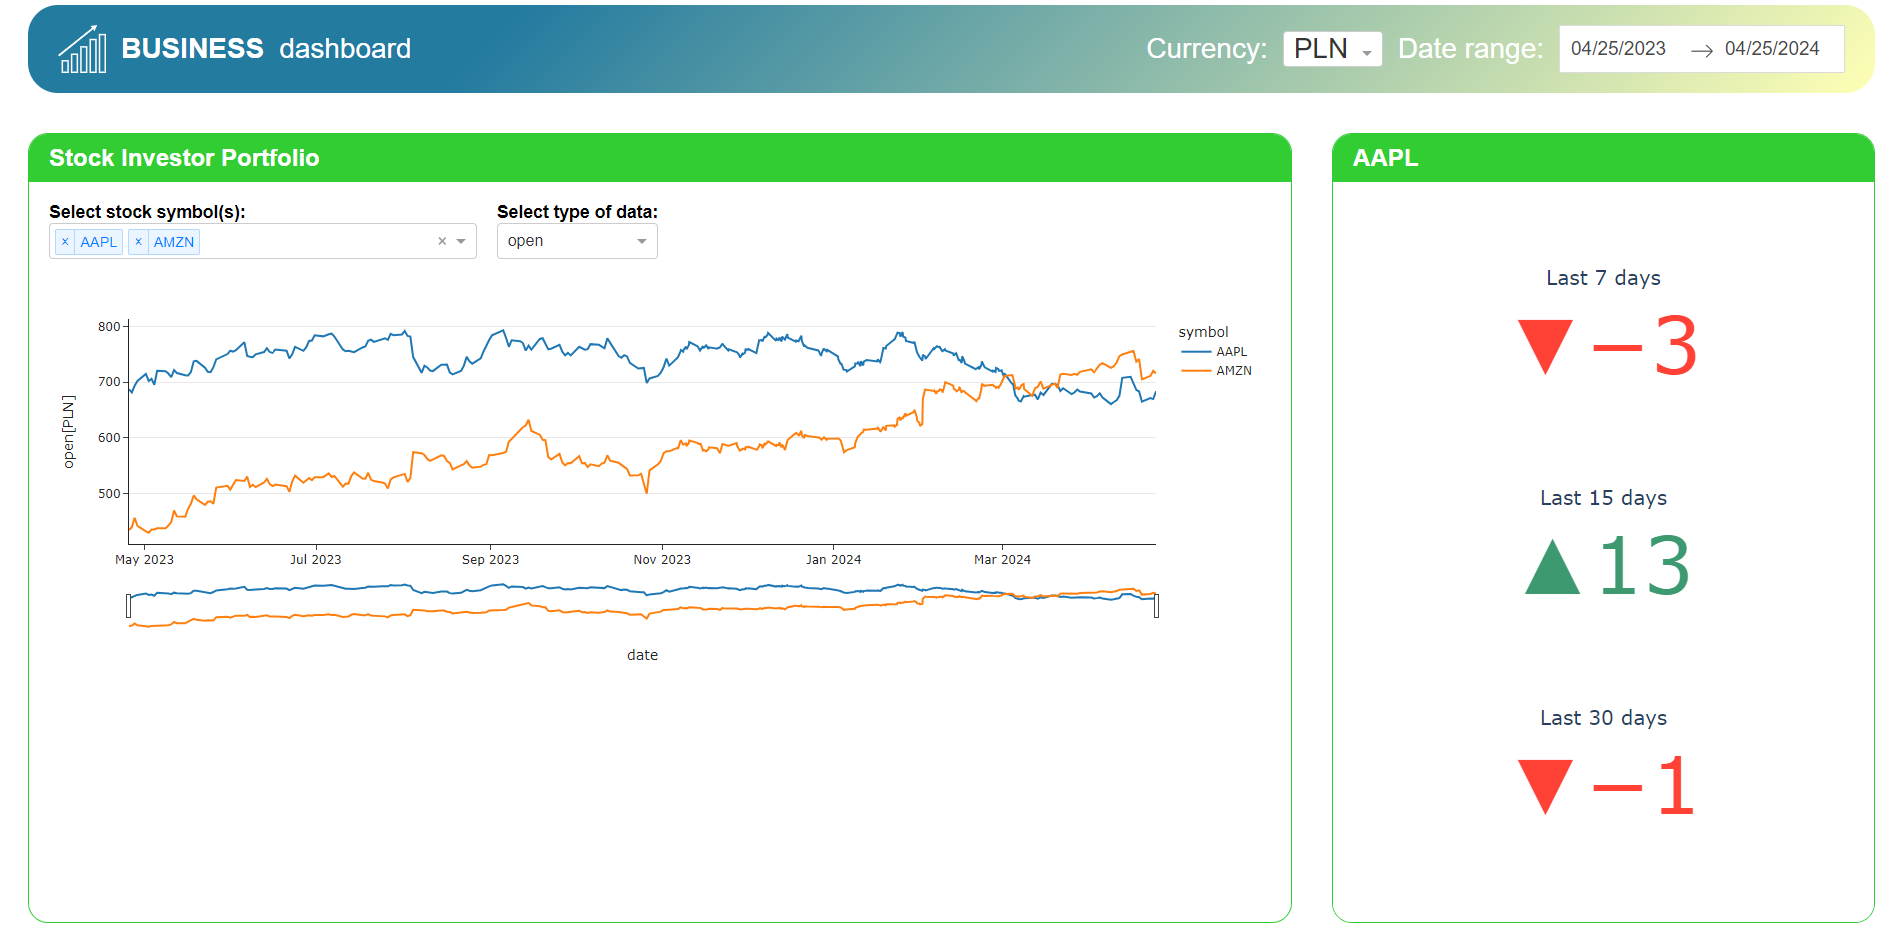 BUSINESS dashboard
Currency: PLN Date range: 04/25/2023 → 04/25/2024
Stock Investor Portfolio
Select stock symbol(s):
× AAPL × AMZN ×
Select type of data:
open
800
700
600
500
open[PLN]
May 2023 Jul 2023 Sep 2023 Nov 2023 Jan 2024 Mar 2024
date
symbol
AAPL
AMZN
AAPL
Last 7 days
▼−3
Last 15 days
▲13
Last 30 days
▼−1